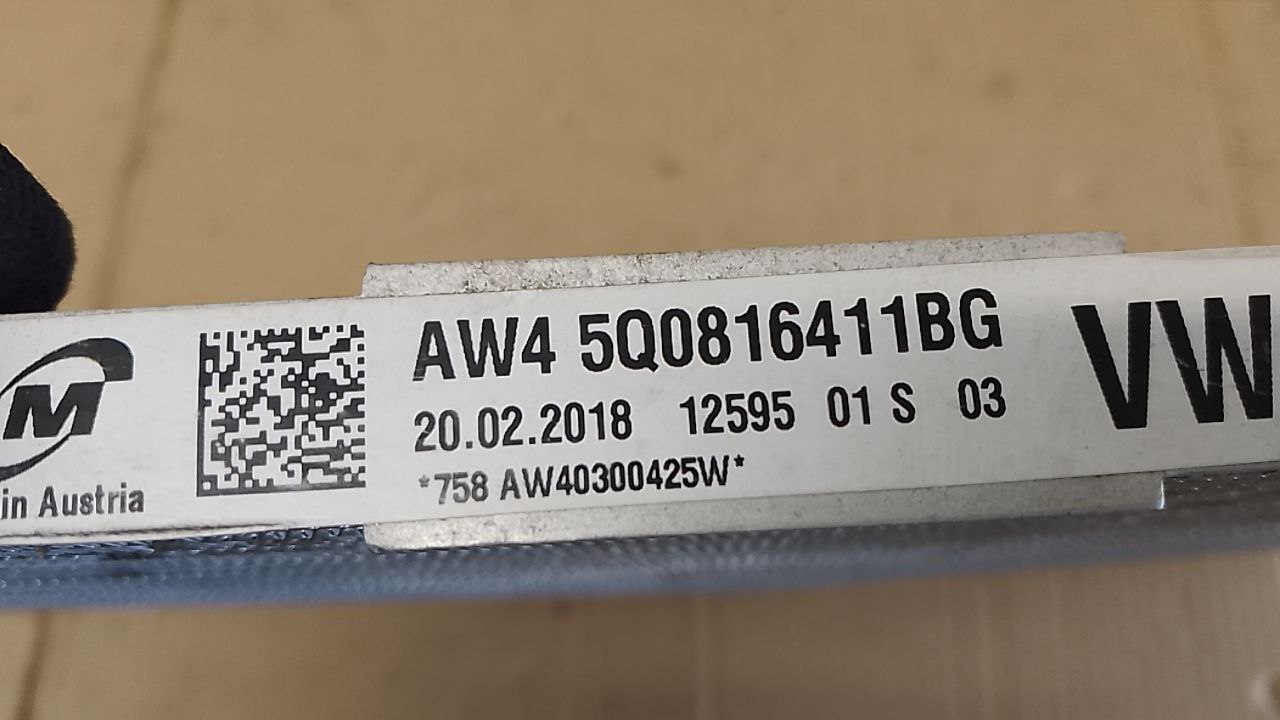 M
AW4 5Q0816411BG
VW
20.02.2018 12595 01 S 03
*758 AW40300425W*
in Austria